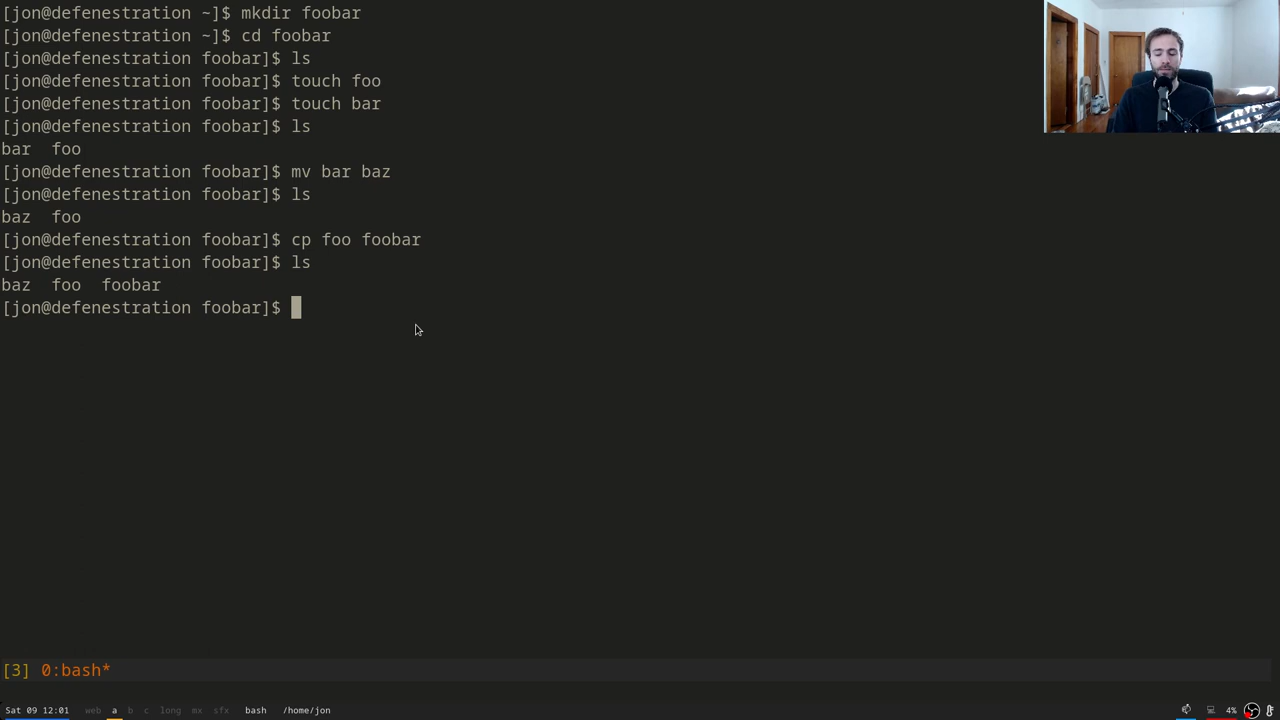 [jon@defenestration ~]$ mkdir foobar
[jon@defenestration ~]$ cd foobar
[jon@defenestration foobar]$ ls
[jon@defenestration foobar]$ touch foo
[jon@defenestration foobar]$ touch bar
[jon@defenestration foobar]$ ls
bar  foo
[jon@defenestration foobar]$ mv bar baz
[jon@defenestration foobar]$ ls
baz  foo
[jon@defenestration foobar]$ cp foo foobar
[jon@defenestration foobar]$ ls
baz  foo  foobar
[jon@defenestration foobar]$
[3] 0:bash*
Sat 09 12:01 web a b c long mx sfx bash /home/jon 4%